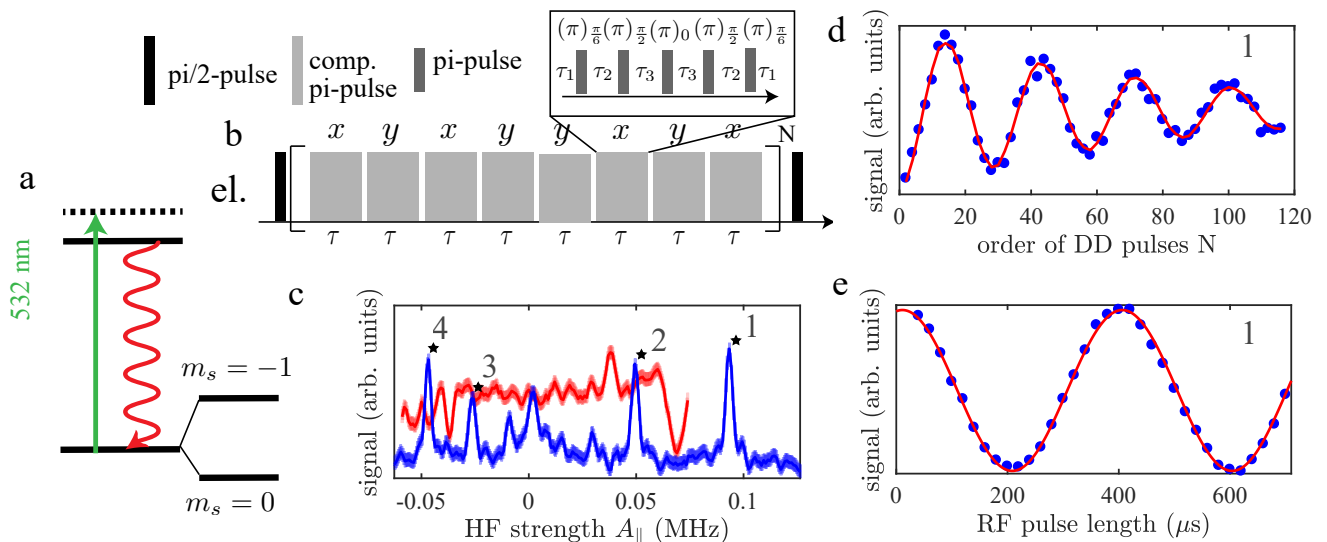 pi/2-pulse
comp.
pi-pulse
pi-pulse
(π)π/6(π)π/2(π)0(π)π/2(π)π/6
τ1 τ2 τ3 τ3 τ2 τ1
b
x y x y y x y x N
el.
τ τ τ τ τ τ τ τ
a
532 nm
ms = −1
ms = 0
c
signal (arb. units)
4 3 2 1
-0.05 0 0.05 0.1
HF strength A∥ (MHz)
d
signal (arb. units)
1
0 20 40 60 80 100 120
order of DD pulses N
e
signal (arb. units)
1
0 200 400 600
RF pulse length (μs)